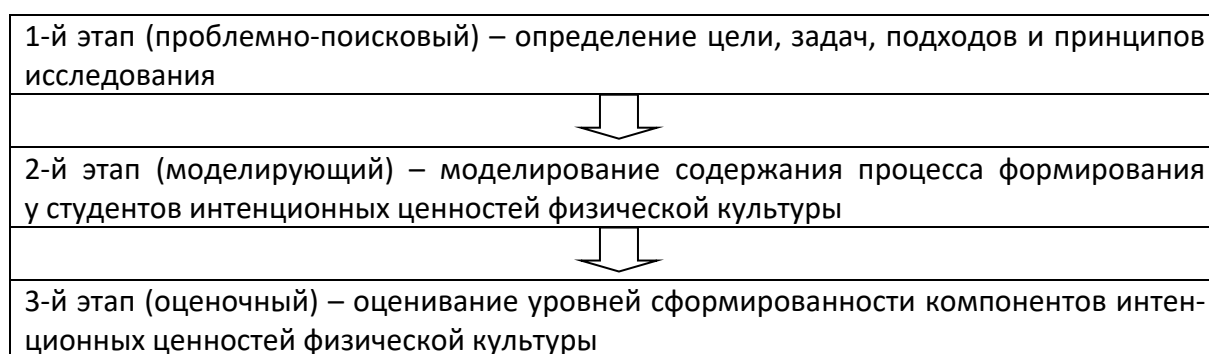 1-й этап (проблемно-поисковый) – определение цели, задач, подходов и принципов
исследования
2-й этап (моделирующий) – моделирование содержания процесса формирования
у студентов интенционных ценностей физической культуры
3-й этап (оценочный) – оценивание уровней сформированности компонентов интен-
ционных ценностей физической культуры